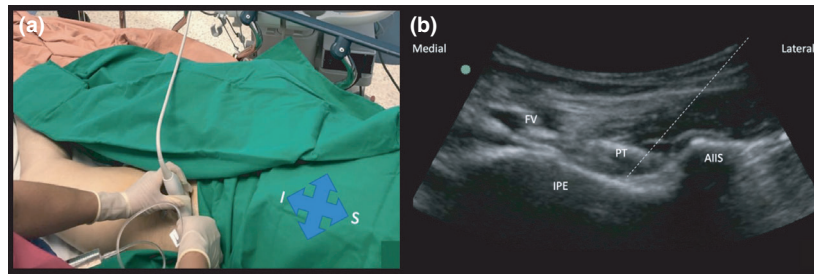 (a)
I
S
(b)
Medial
Lateral
FV
PT
AIIS
IPE